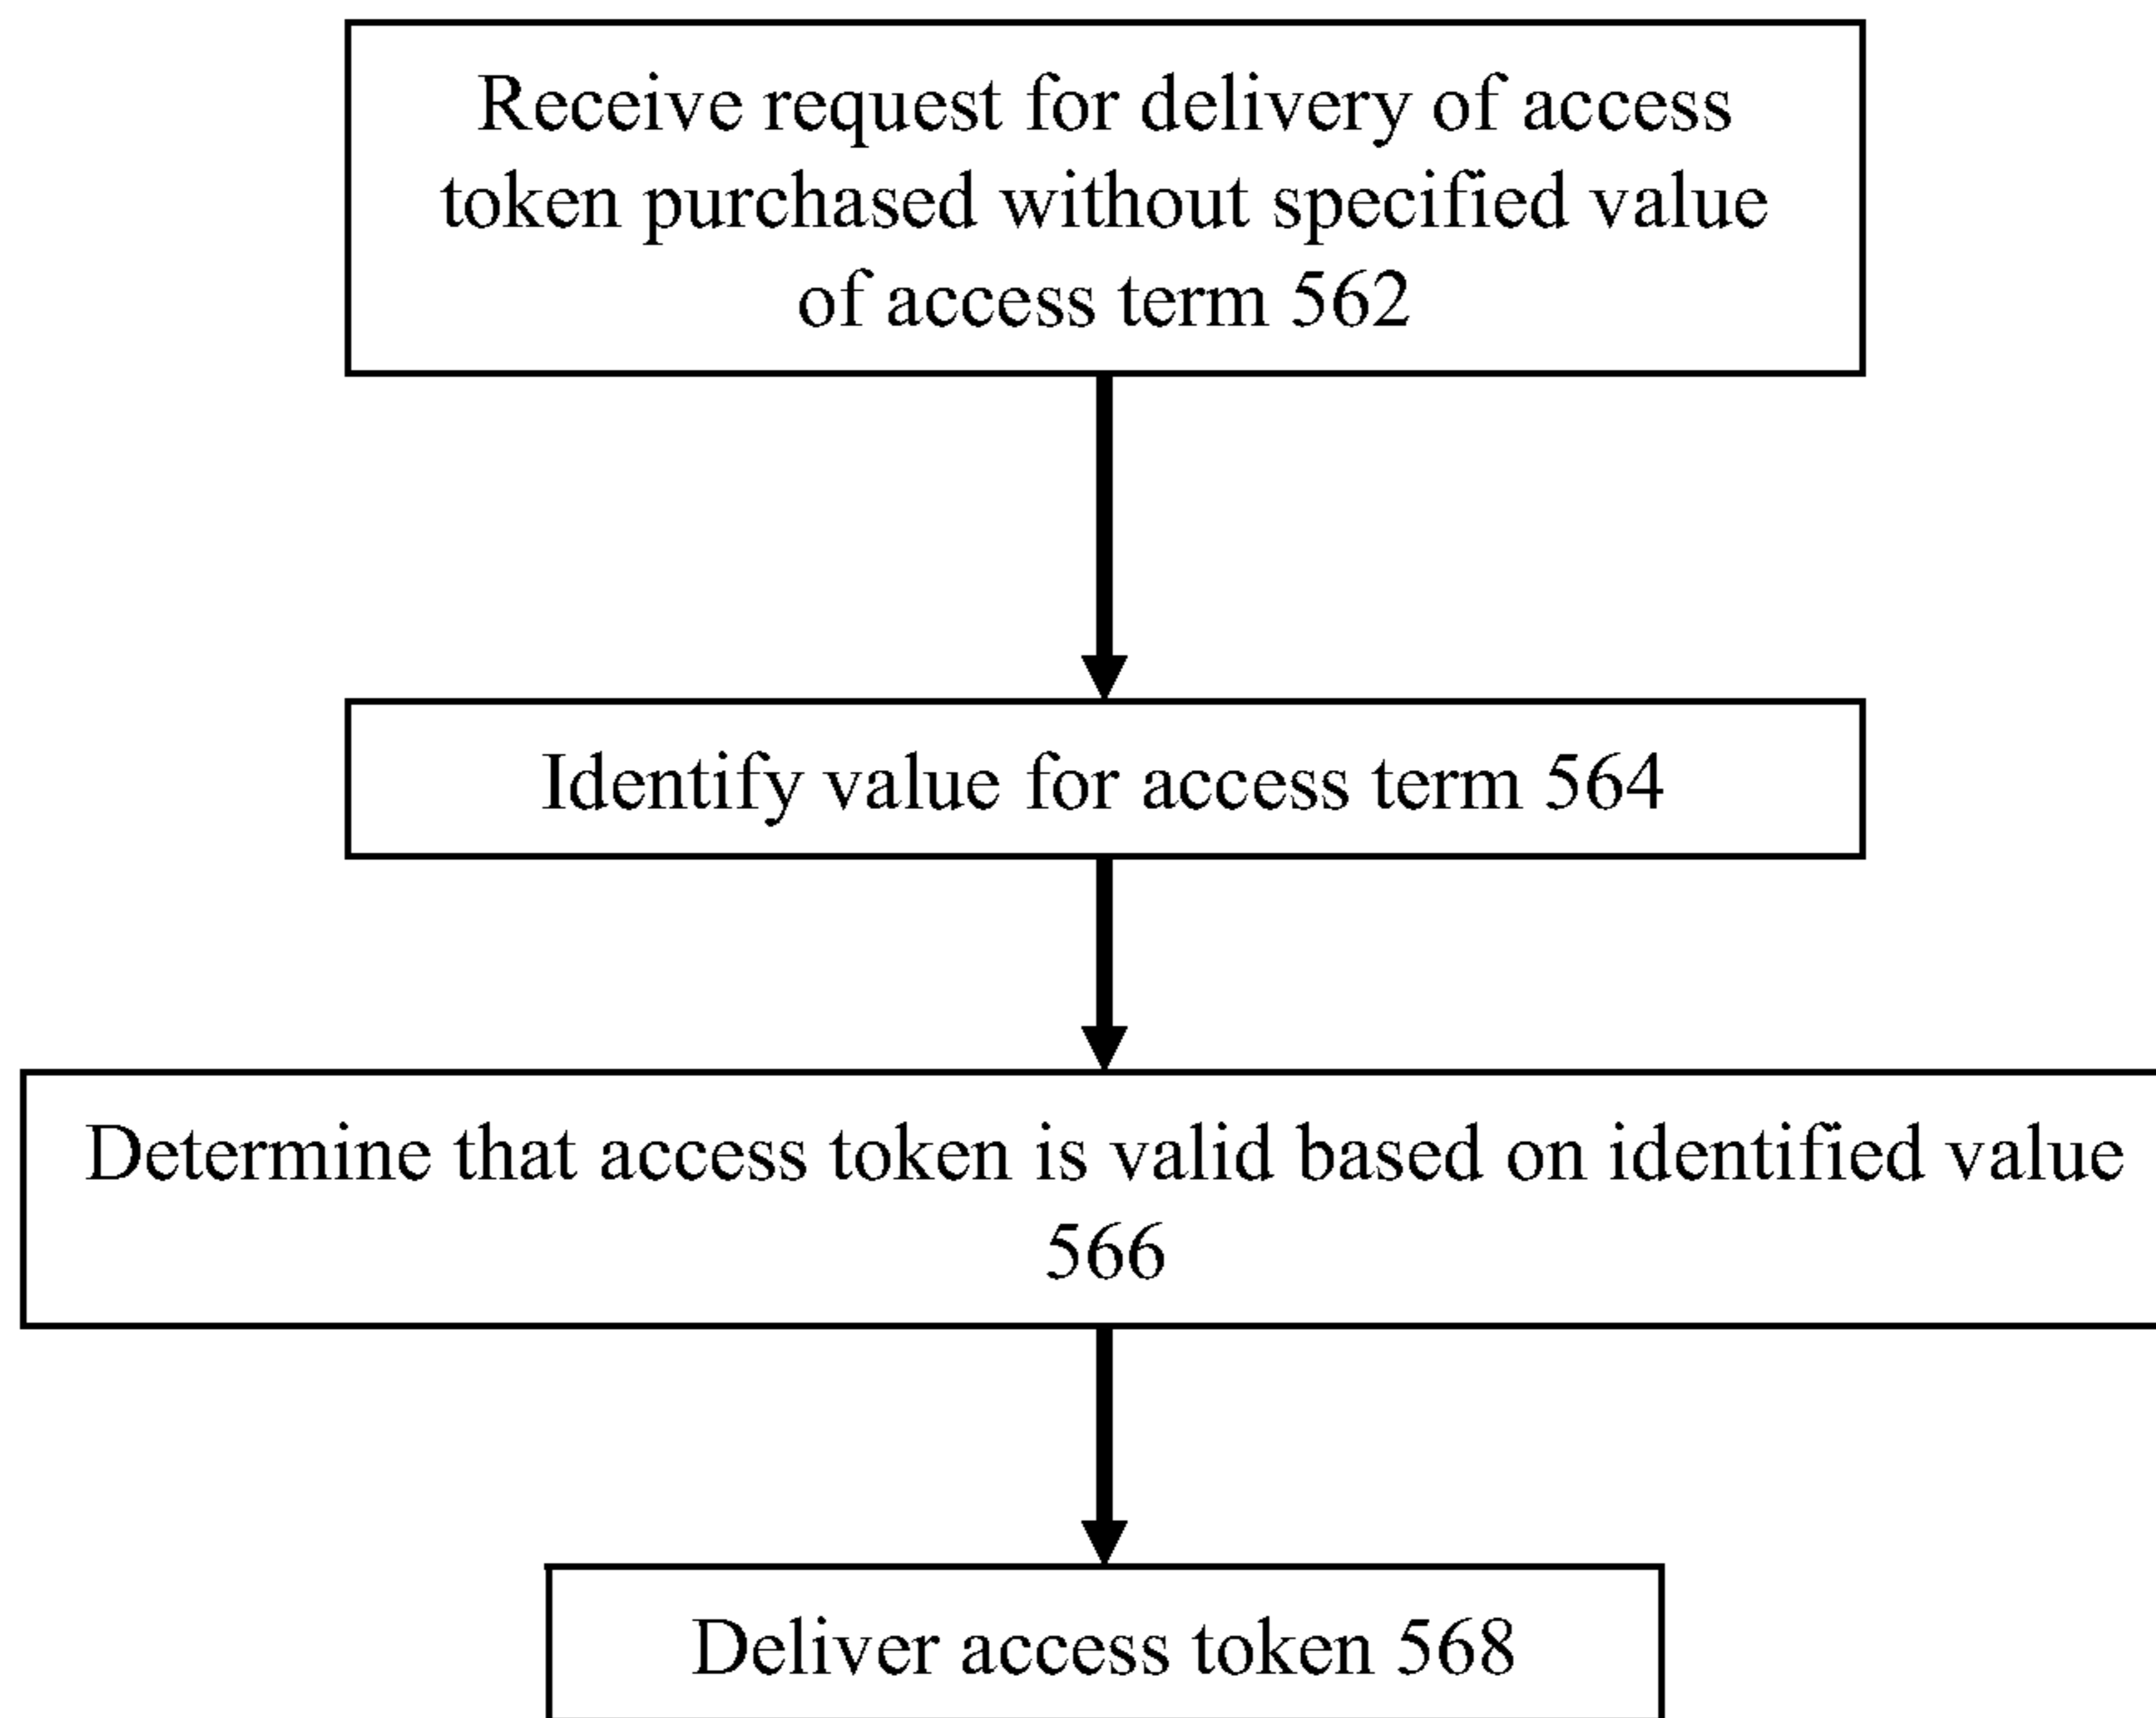 Receive request for delivery of access
token purchased without specified value
of access term 562
Identify value for access term 564
Determine that access token is valid based on identified value
566
Deliver access token 568